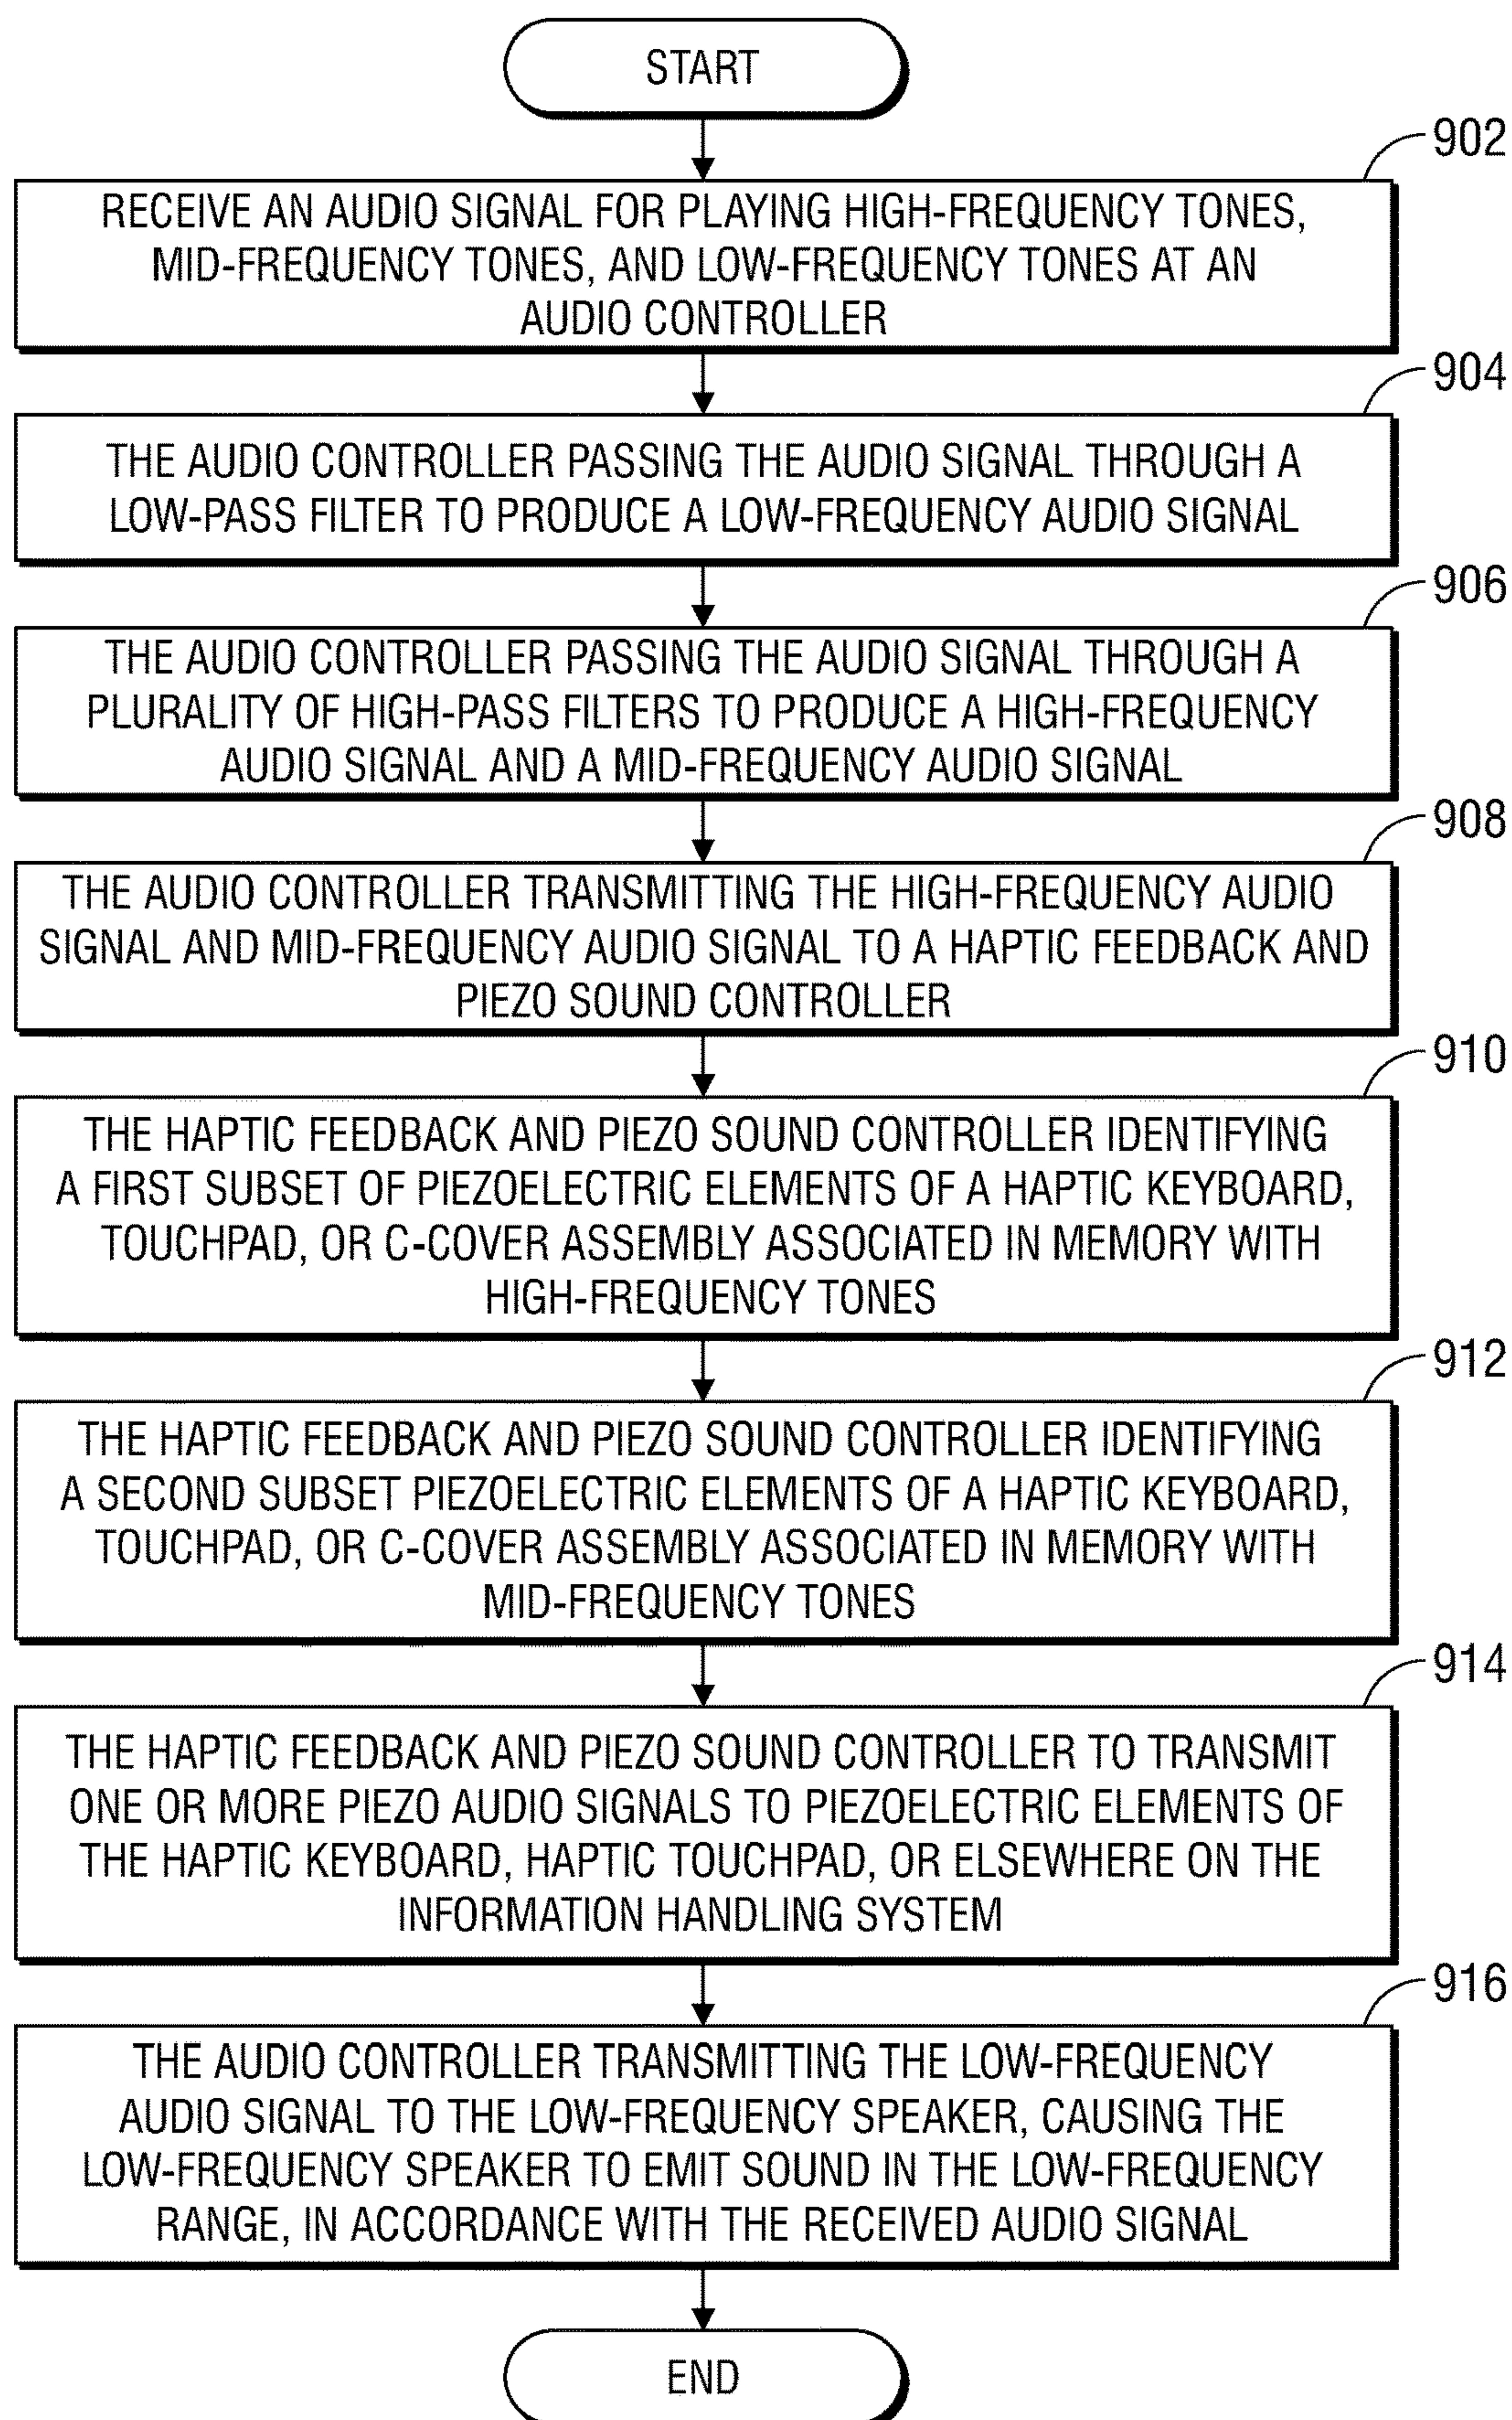 START
902
RECEIVE AN AUDIO SIGNAL FOR PLAYING HIGH-FREQUENCY TONES,
MID-FREQUENCY TONES, AND LOW-FREQUENCY TONES AT AN
AUDIO CONTROLLER
904
THE AUDIO CONTROLLER PASSING THE AUDIO SIGNAL THROUGH A
LOW-PASS FILTER TO PRODUCE A LOW-FREQUENCY AUDIO SIGNAL
906
THE AUDIO CONTROLLER PASSING THE AUDIO SIGNAL THROUGH A
PLURALITY OF HIGH-PASS FILTERS TO PRODUCE A HIGH-FREQUENCY
AUDIO SIGNAL AND A MID-FREQUENCY AUDIO SIGNAL
908
THE AUDIO CONTROLLER TRANSMITTING THE HIGH-FREQUENCY AUDIO
SIGNAL AND MID-FREQUENCY AUDIO SIGNAL TO A HAPTIC FEEDBACK AND
PIEZO SOUND CONTROLLER
910
THE HAPTIC FEEDBACK AND PIEZO SOUND CONTROLLER IDENTIFYING
A FIRST SUBSET OF PIEZOELECTRIC ELEMENTS OF A HAPTIC KEYBOARD,
TOUCHPAD, OR C-COVER ASSEMBLY ASSOCIATED IN MEMORY WITH
HIGH-FREQUENCY TONES
912
THE HAPTIC FEEDBACK AND PIEZO SOUND CONTROLLER IDENTIFYING
A SECOND SUBSET PIEZOELECTRIC ELEMENTS OF A HAPTIC KEYBOARD,
TOUCHPAD, OR C-COVER ASSEMBLY ASSOCIATED IN MEMORY WITH
MID-FREQUENCY TONES
914
THE HAPTIC FEEDBACK AND PIEZO SOUND CONTROLLER TO TRANSMIT
ONE OR MORE PIEZO AUDIO SIGNALS TO PIEZOELECTRIC ELEMENTS OF
THE HAPTIC KEYBOARD, HAPTIC TOUCHPAD, OR ELSEWHERE ON THE
INFORMATION HANDLING SYSTEM
916
THE AUDIO CONTROLLER TRANSMITTING THE LOW-FREQUENCY
AUDIO SIGNAL TO THE LOW-FREQUENCY SPEAKER, CAUSING THE
LOW-FREQUENCY SPEAKER TO EMIT SOUND IN THE LOW-FREQUENCY
RANGE, IN ACCORDANCE WITH THE RECEIVED AUDIO SIGNAL
END